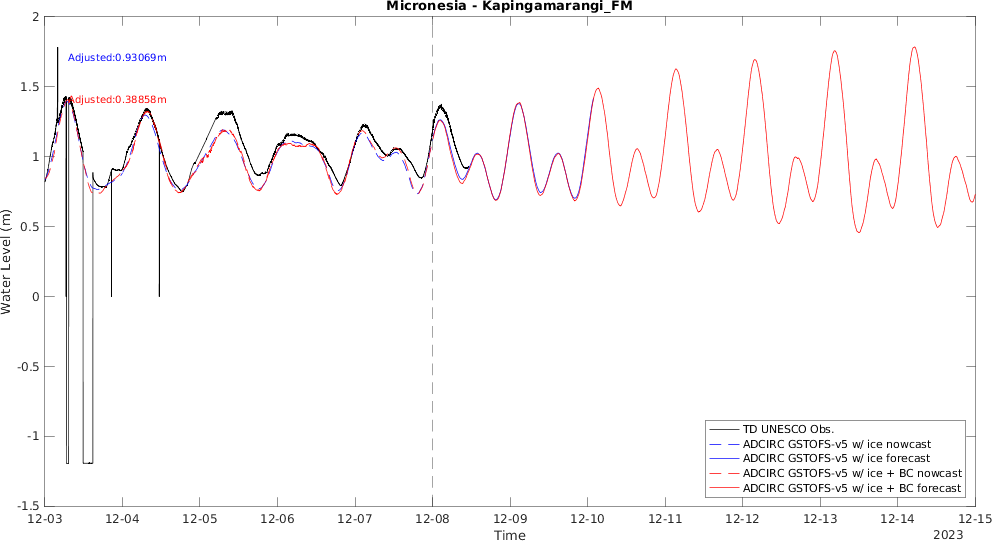 Micronesia - Kapingamarangi_FM
2
Adjusted:0.93069m
1.5
Adjusted:0.38858m
1
0.5
0
-0.5
-1
-1.5
Water Level (m)
TD UNESCO Obs.
ADCIRC GSTOFS-v5 w/ ice nowcast
ADCIRC GSTOFS-v5 w/ ice forecast
ADCIRC GSTOFS-v5 w/ ice + BC nowcast
ADCIRC GSTOFS-v5 w/ ice + BC forecast
12-03 12-04 12-05 12-06 12-07 12-08 12-09 12-10 12-11 12-12 12-13 12-14 12-15
Time
2023